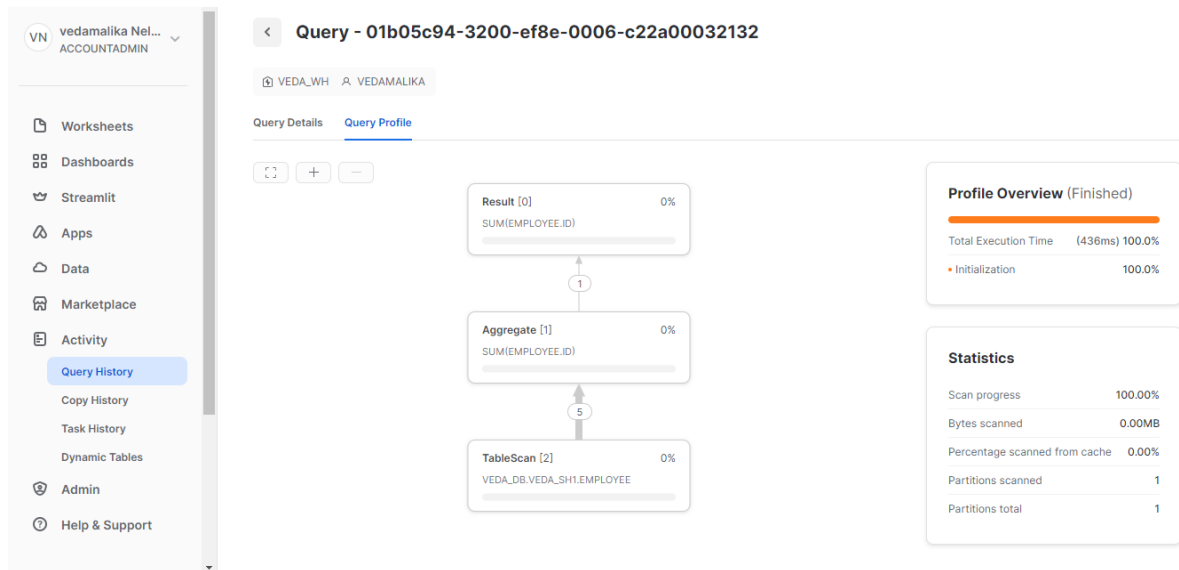 VN
vedamalika Nel...
ACCOUNTADMIN
Worksheets
Dashboards
Streamlit
Apps
Data
Marketplace
Activity
Query History
Copy History
Task History
Dynamic Tables
Admin
Help & Support
Query - 01b05c94-3200-ef8e-0006-c22a00032132
VEDA_WH VEDAMALIKA
Query Details Query Profile
Result [0] 0%
SUM(EMPLOYEE.ID)
1
Aggregate [1] 0%
SUM(EMPLOYEE.ID)
5
TableScan [2] 0%
VEDA_DB.VEDA_SH1.EMPLOYEE
Profile Overview (Finished)
Total Execution Time (436ms) 100.0%
Initialization 100.0%
Statistics
Scan progress 100.00%
Bytes scanned 0.00MB
Percentage scanned from cache 0.00%
Partitions scanned 1
Partitions total 1